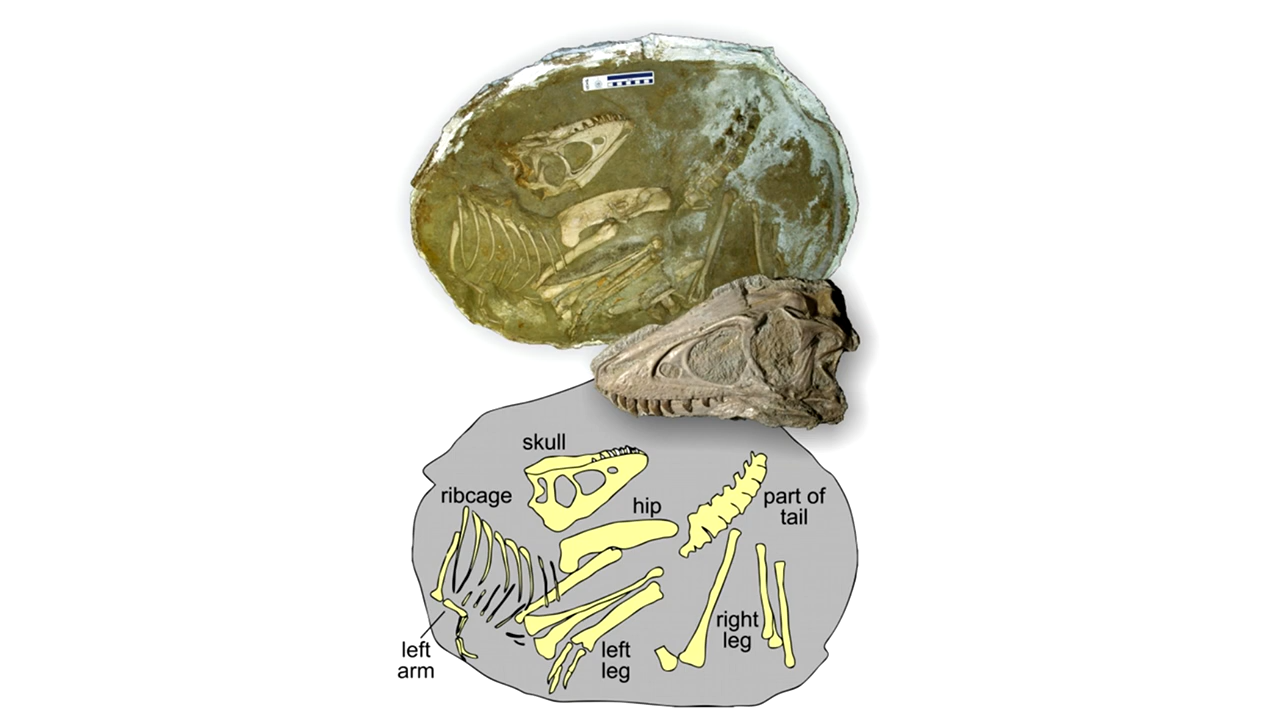 skull
ribcage
hip
part of
tail
left
arm
left
leg
right
leg